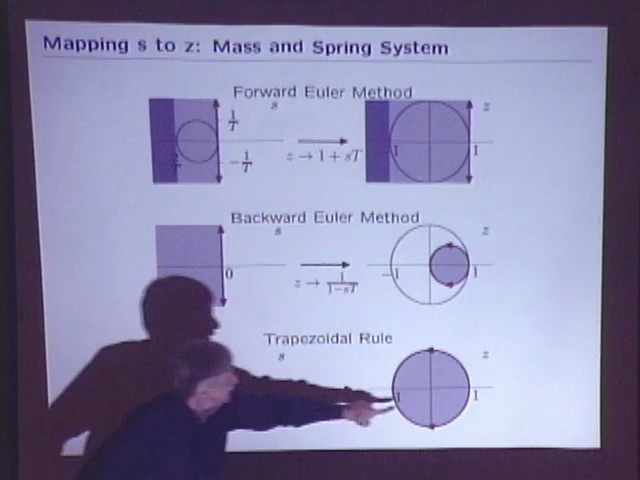 Mapping s to z: Mass and Spring System
Forward Euler Method
s
z
1/T
-1/T
z → 1 + sT
1
1
Backward Euler Method
s
z
0
z → 1/(1−sT)
−1
1
Trapezoidal Rule
s
z
1
1